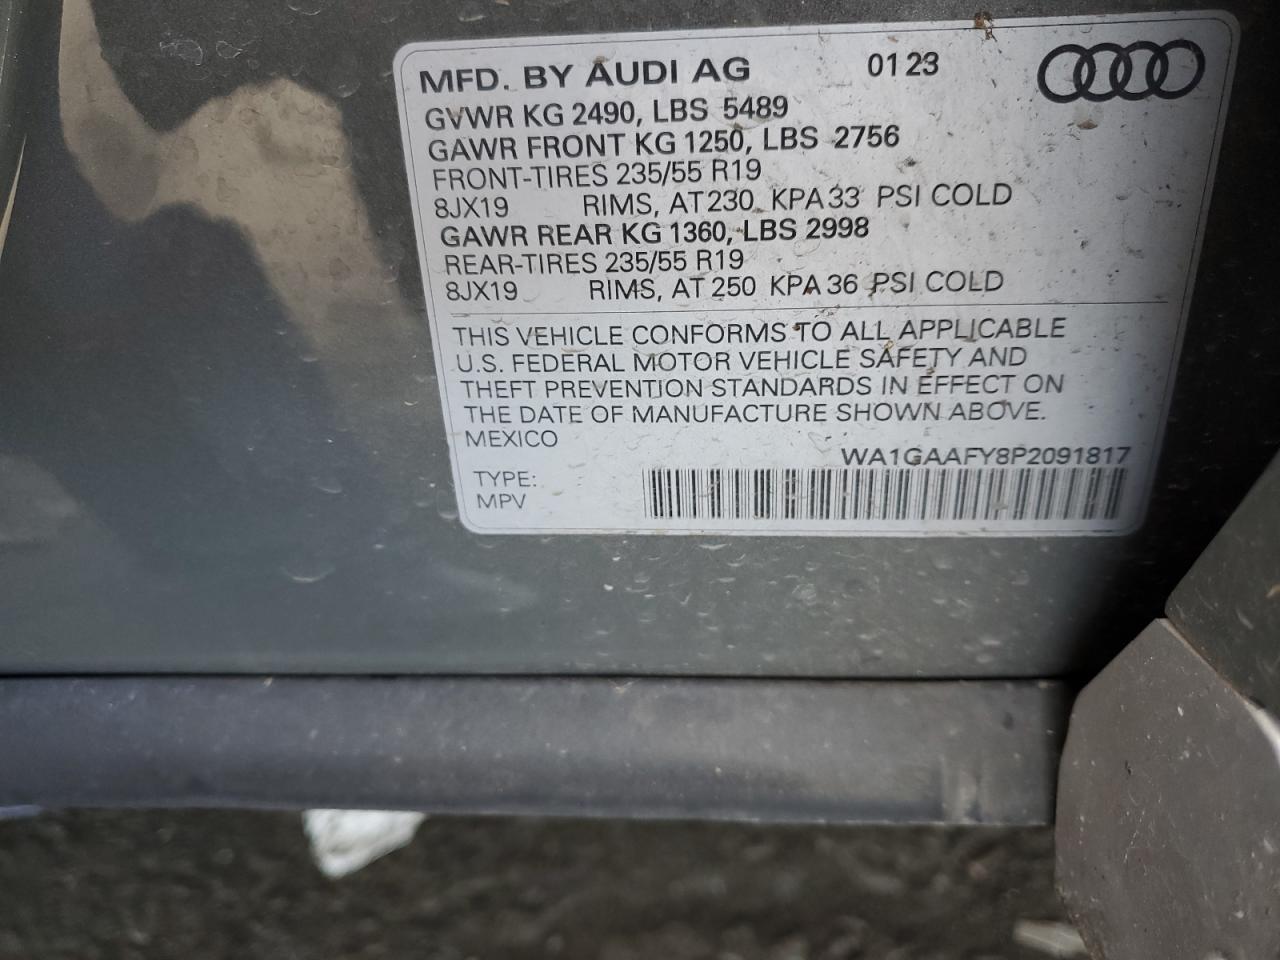 MFD. BY AUDI AG 01 23
GVWR KG 2490, LBS 5489
GAWR FRONT KG 1250, LBS 2756
FRONT-TIRES 235/55 R19
8JX19 RIMS, AT 230 KPA 33 PSI COLD
GAWR REAR KG 1360, LBS 2998
REAR-TIRES 235/55 R19
8JX19 RIMS, AT 250 KPA 36 PSI COLD
THIS VEHICLE CONFORMS TO ALL APPLICABLE
U.S. FEDERAL MOTOR VEHICLE SAFETY AND
THEFT PREVENTION STANDARDS IN EFFECT ON
THE DATE OF MANUFACTURE SHOWN ABOVE.
MEXICO
WA1GAAFY8P2091817
TYPE:
MPV